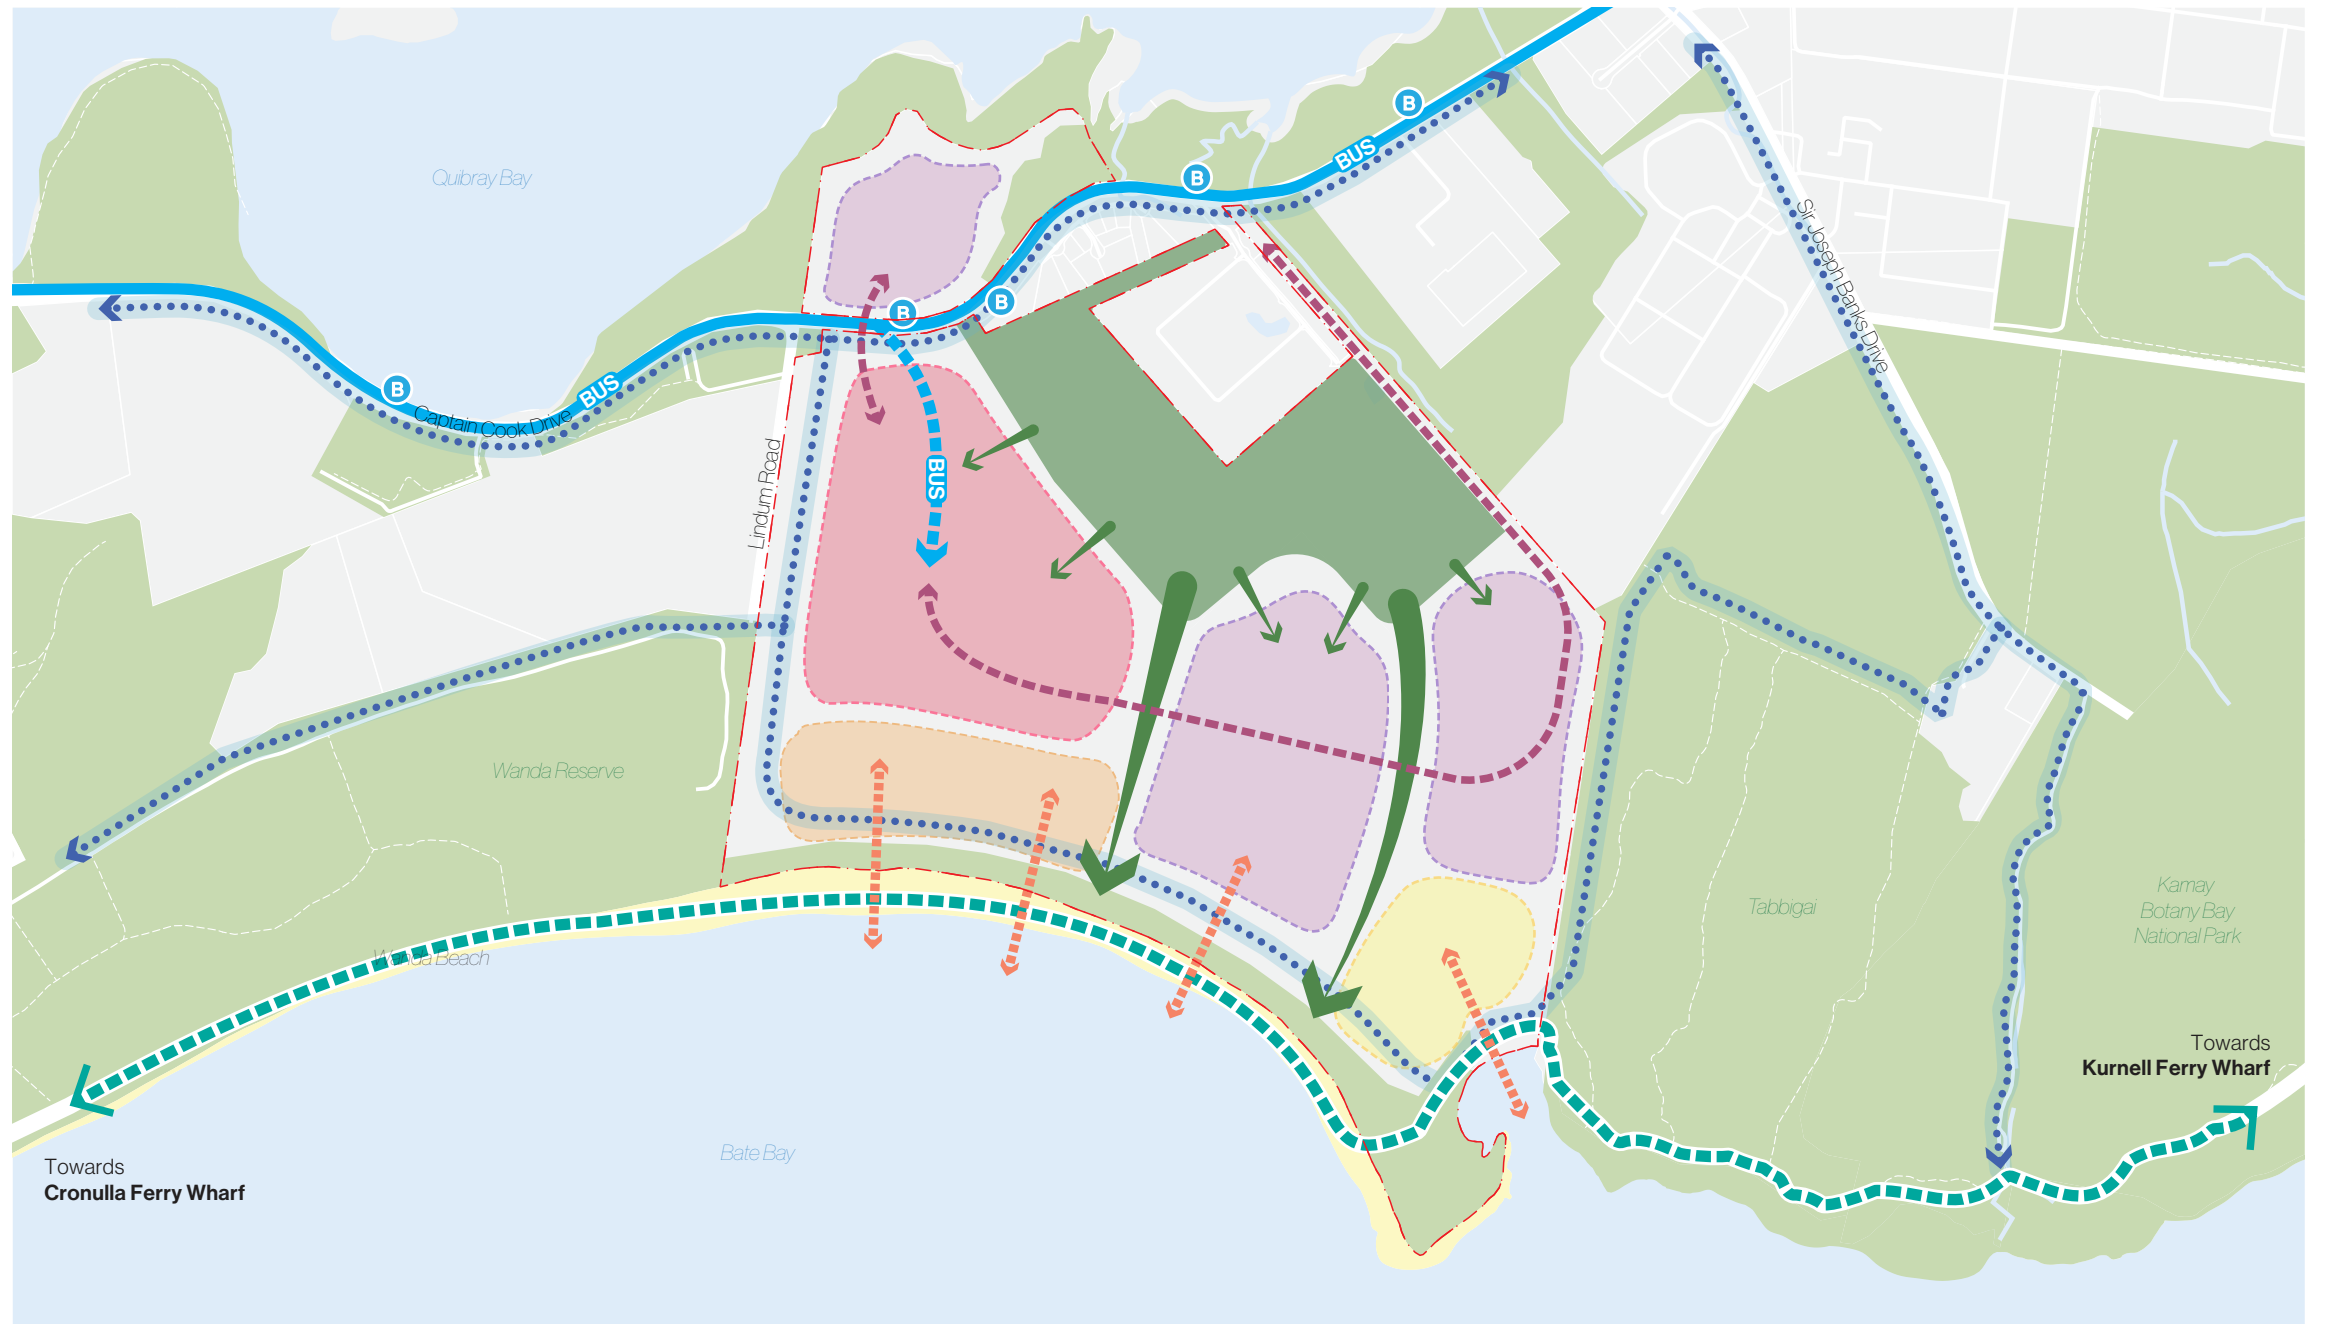 B
B
BUS
Quibray Bay
Sir Joseph Banks Drive
B
B
B
BUS
Captain Cook Drive
Lindum Road
BUS
Wanda Reserve
Tabbigai
Kamay
Botany Bay
National Park
Wanda Beach
Towards
Kurnell Ferry Wharf
Bate Bay
Towards
Cronulla Ferry Wharf